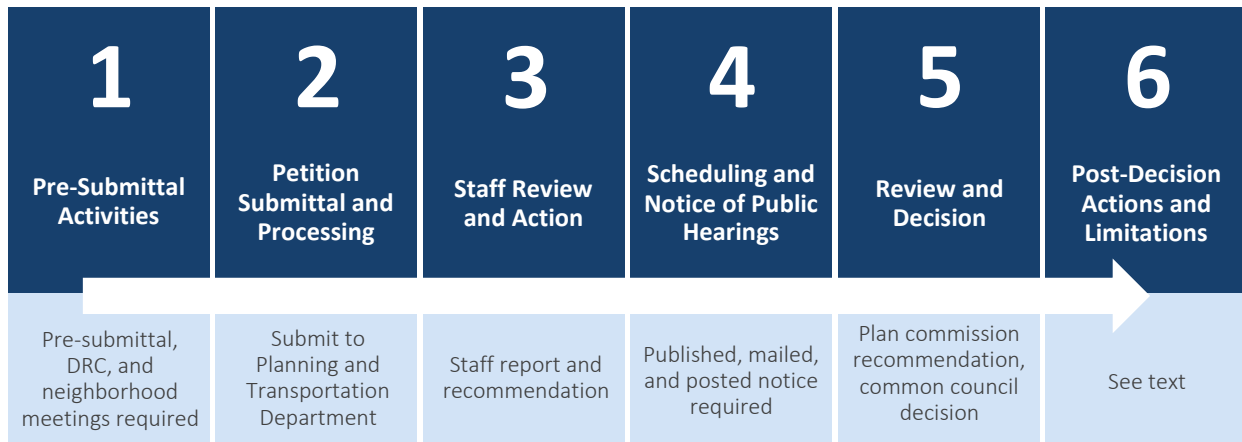 1
Pre-Submittal
Activities
Pre-submittal,
DRC, and
neighborhood
meetings required
2
Petition
Submittal and
Processing
Submit to
Planning and
Transportation
Department
3
Staff Review
and Action
Staff report and
recommendation
4
Scheduling and
Notice of Public
Hearings
Published, mailed,
and posted notice
required
5
Review and
Decision
Plan commission
recommendation,
common council
decision
6
Post-Decision
Actions and
Limitations
See text